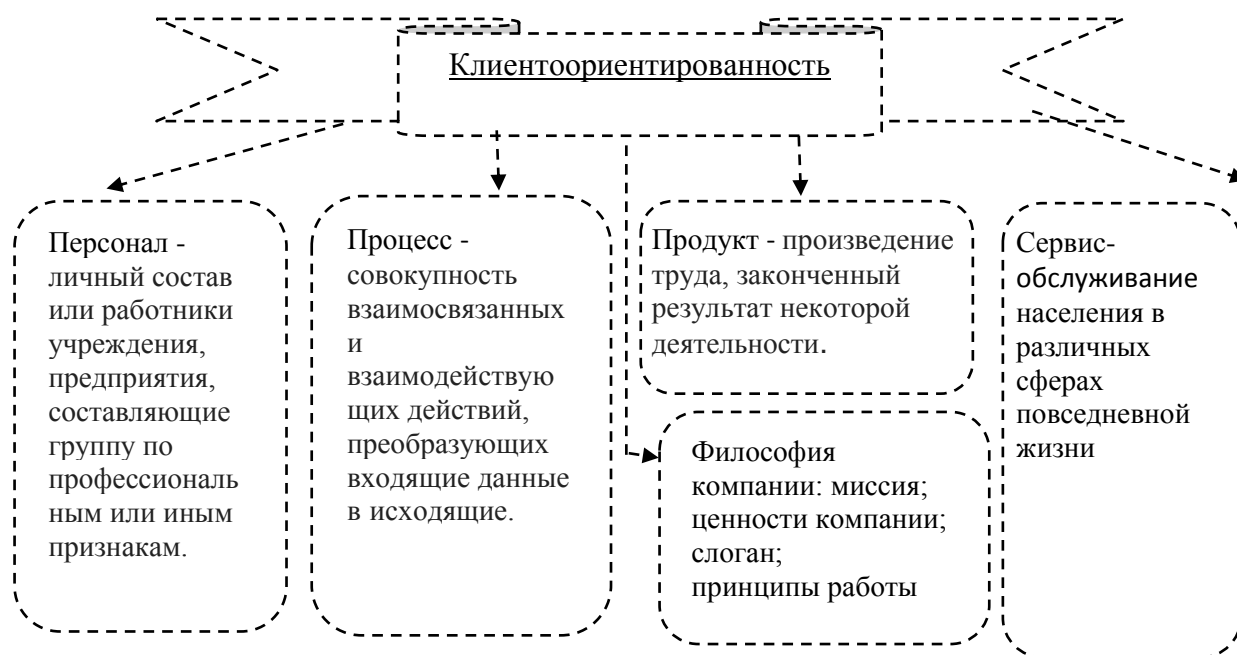 Клиентоориентированность
Персонал -
личный состав
или работники
учреждения,
предприятия,
составляющие
группу по
профессиональ
ным или иным
признакам.
Процесс -
совокупность
взаимосвязанных
и
взаимодействую
щих действий,
преобразующих
входящие данные
в исходящие.
Продукт - произведение
труда, законченный
результат некоторой
деятельности.
Философия
компании: миссия;
ценности компании;
слоган;
принципы работы
Сервис-
обслуживание
населения в
различных
сферах
повседневной
жизни